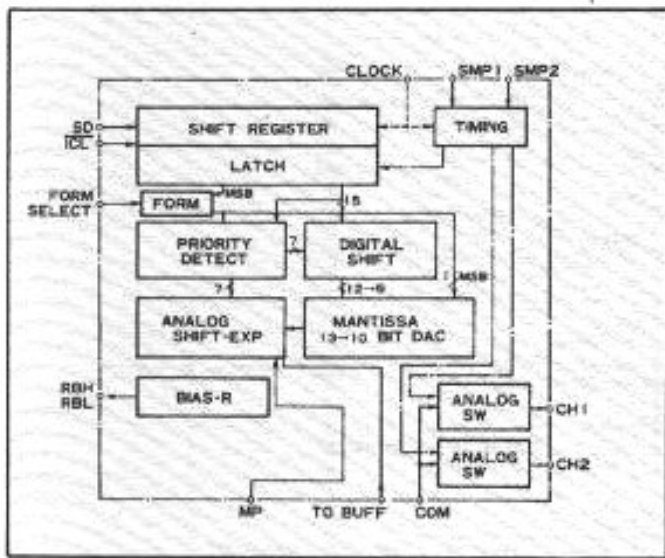 CLOCK SMP1 SMP2
SD
ICL
SHIFT REGISTER
TIMING
LATCH
FORM
SELECT
FORM
MSB
15
PRIORITY
DETECT
7
DIGITAL
SHIFT
1 MSB
7
12→9
ANALOG
SHIFT-EXP
MANTISSA
13→10 BIT DAC
RBH
RBL
BIAS-R
ANALOG
SW
CH1
ANALOG
SW
CH2
MP
TO BUFF
COM